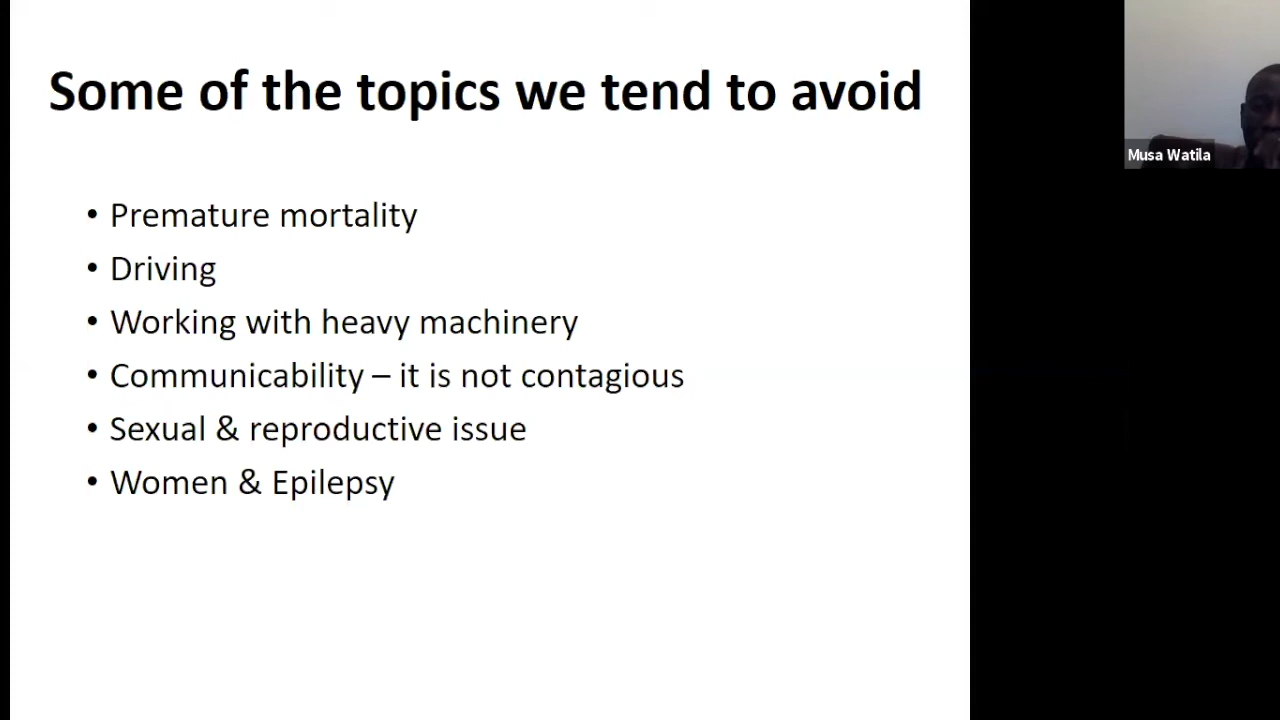 Some of the topics we tend to avoid
• Premature mortality
• Driving
• Working with heavy machinery
• Communicability – it is not contagious
• Sexual & reproductive issue
• Women & Epilepsy
Musa Watila